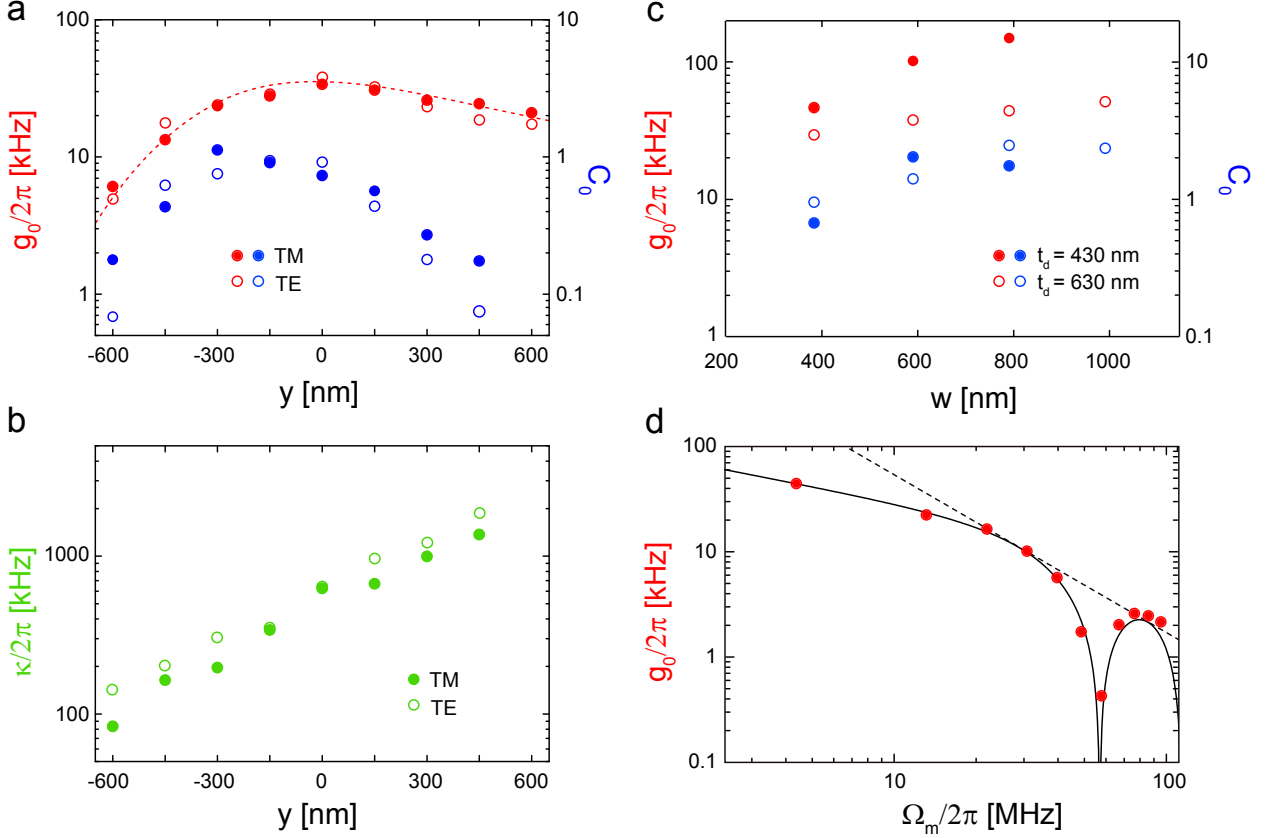 a
100
10
1
g₀/2π [kHz]
10
1
0.1
C₀
TM
TE
-600
-300
0
300
600
y [nm]
b
1000
100
κ/2π [kHz]
TM
TE
-600
-300
0
300
600
y [nm]
c
100
10
1
g₀/2π [kHz]
10
1
0.1
C₀
t_d = 430 nm
t_d = 630 nm
200
400
600
800
1000
w [nm]
d
100
10
1
0.1
g₀/2π [kHz]
10
100
Ωₘ/2π [MHz]